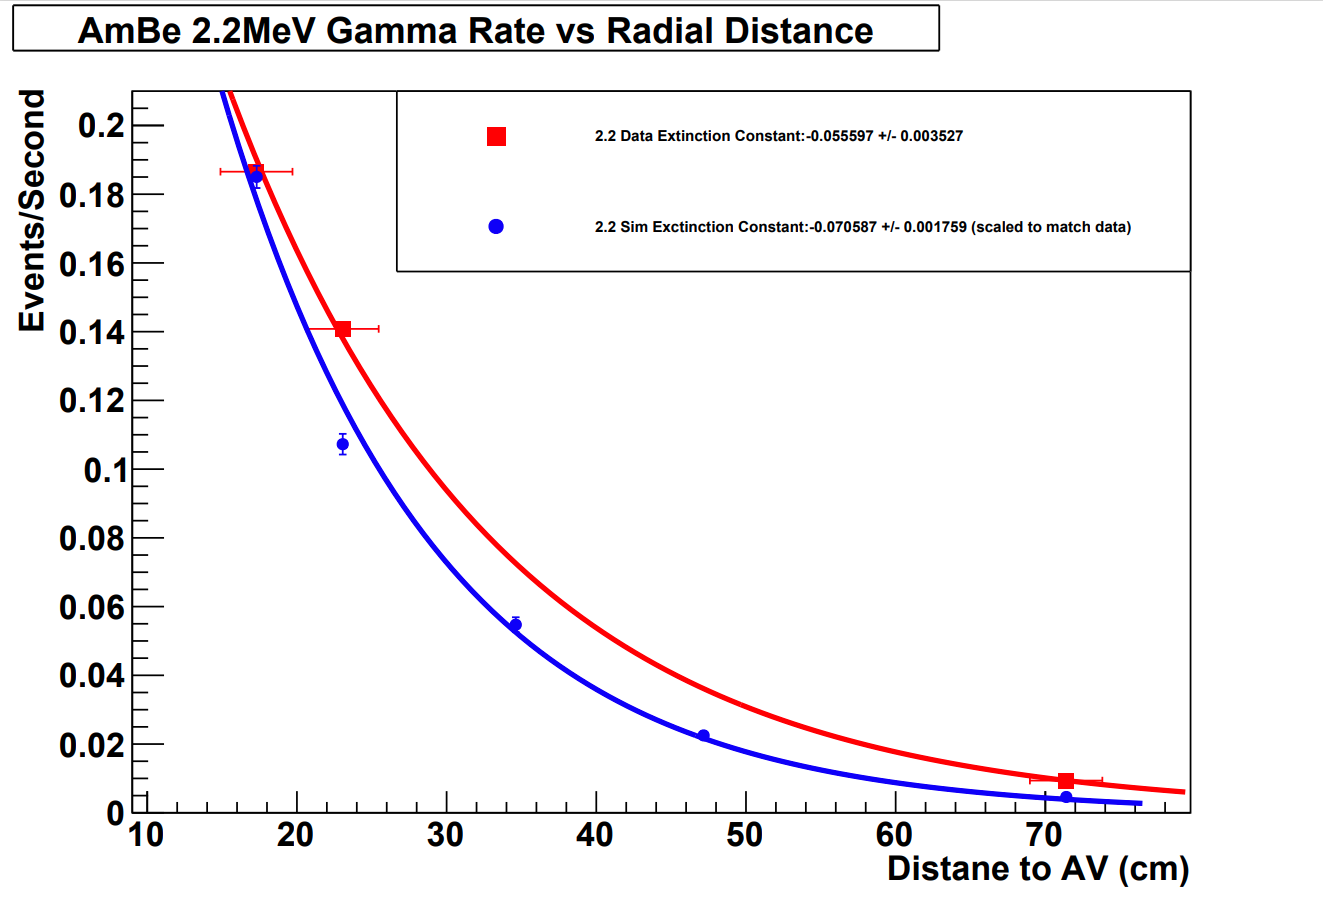 AmBe 2.2MeV Gamma Rate vs Radial Distance
Events/Second
0.2
0.18
0.16
0.14
0.12
0.1
0.08
0.06
0.04
0.02
0
2.2 Data Extinction Constant:-0.055597 +/- 0.003527
2.2 Sim Exctinction Constant:-0.070587 +/- 0.001759 (scaled to match data)
10 20 30 40 50 60 70
Distane to AV (cm)